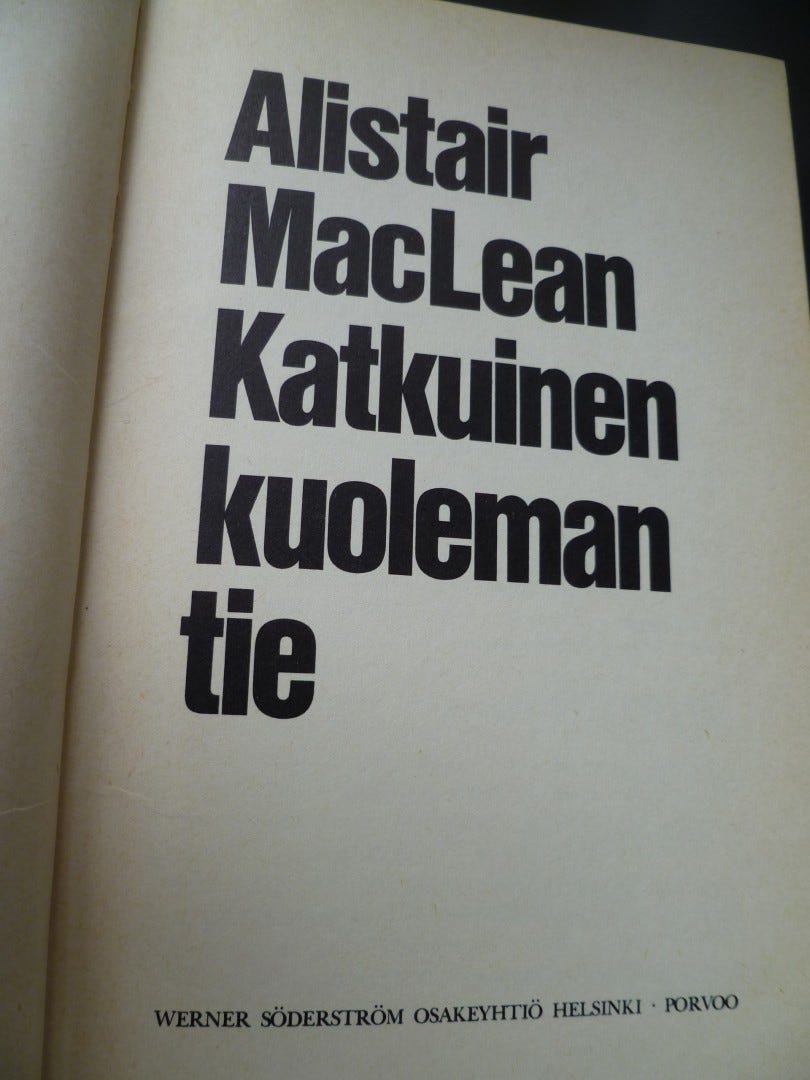 Alistair
MacLean
Katkuinen
kuoleman
tie
WERNER SÖDERSTRÖM OSAKEYHTIÖ HELSINKI · PORVOO